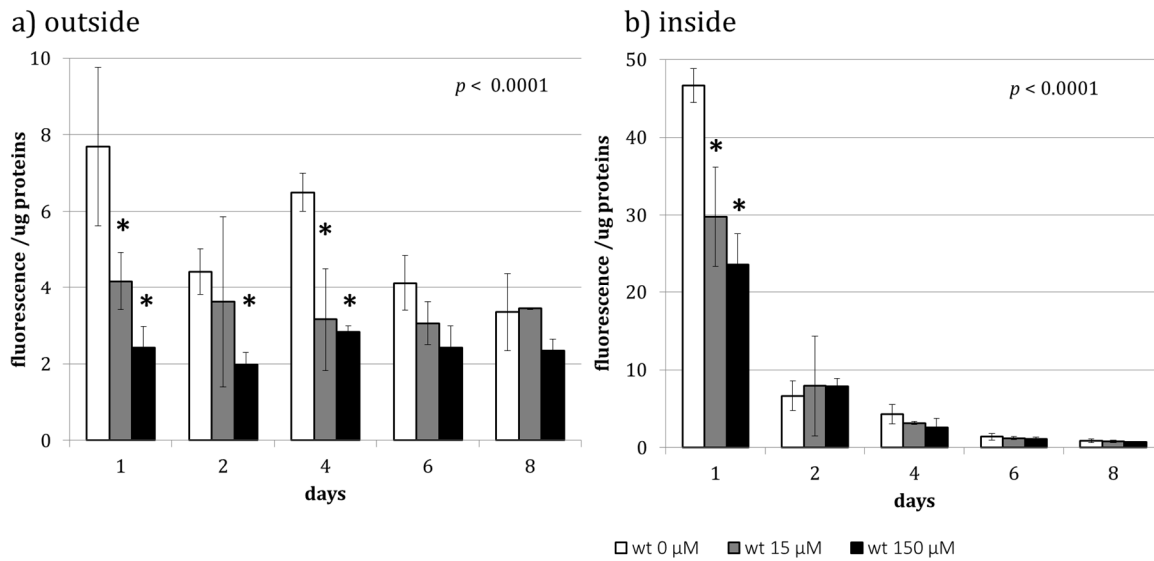 a) outside
10
8
6
4
2
0
fluorescence /ug proteins
p < 0.0001
*
*
*
*
*
1 2 4 6 8
days
b) inside
50
40
30
20
10
0
fluorescence /ug proteins
p < 0.0001
*
*
1 2 4 6 8
days
wt 0 µM wt 15 µM wt 150 µM